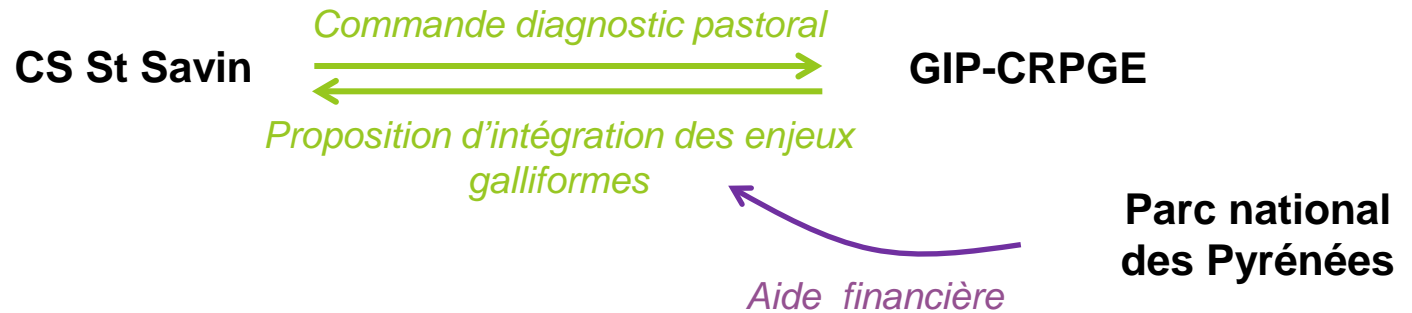 Commande diagnostic pastoral
CS St Savin
GIP-CRPGE
Proposition d'intégration des enjeux
galliformes
Parc national
des Pyrénées
Aide financière